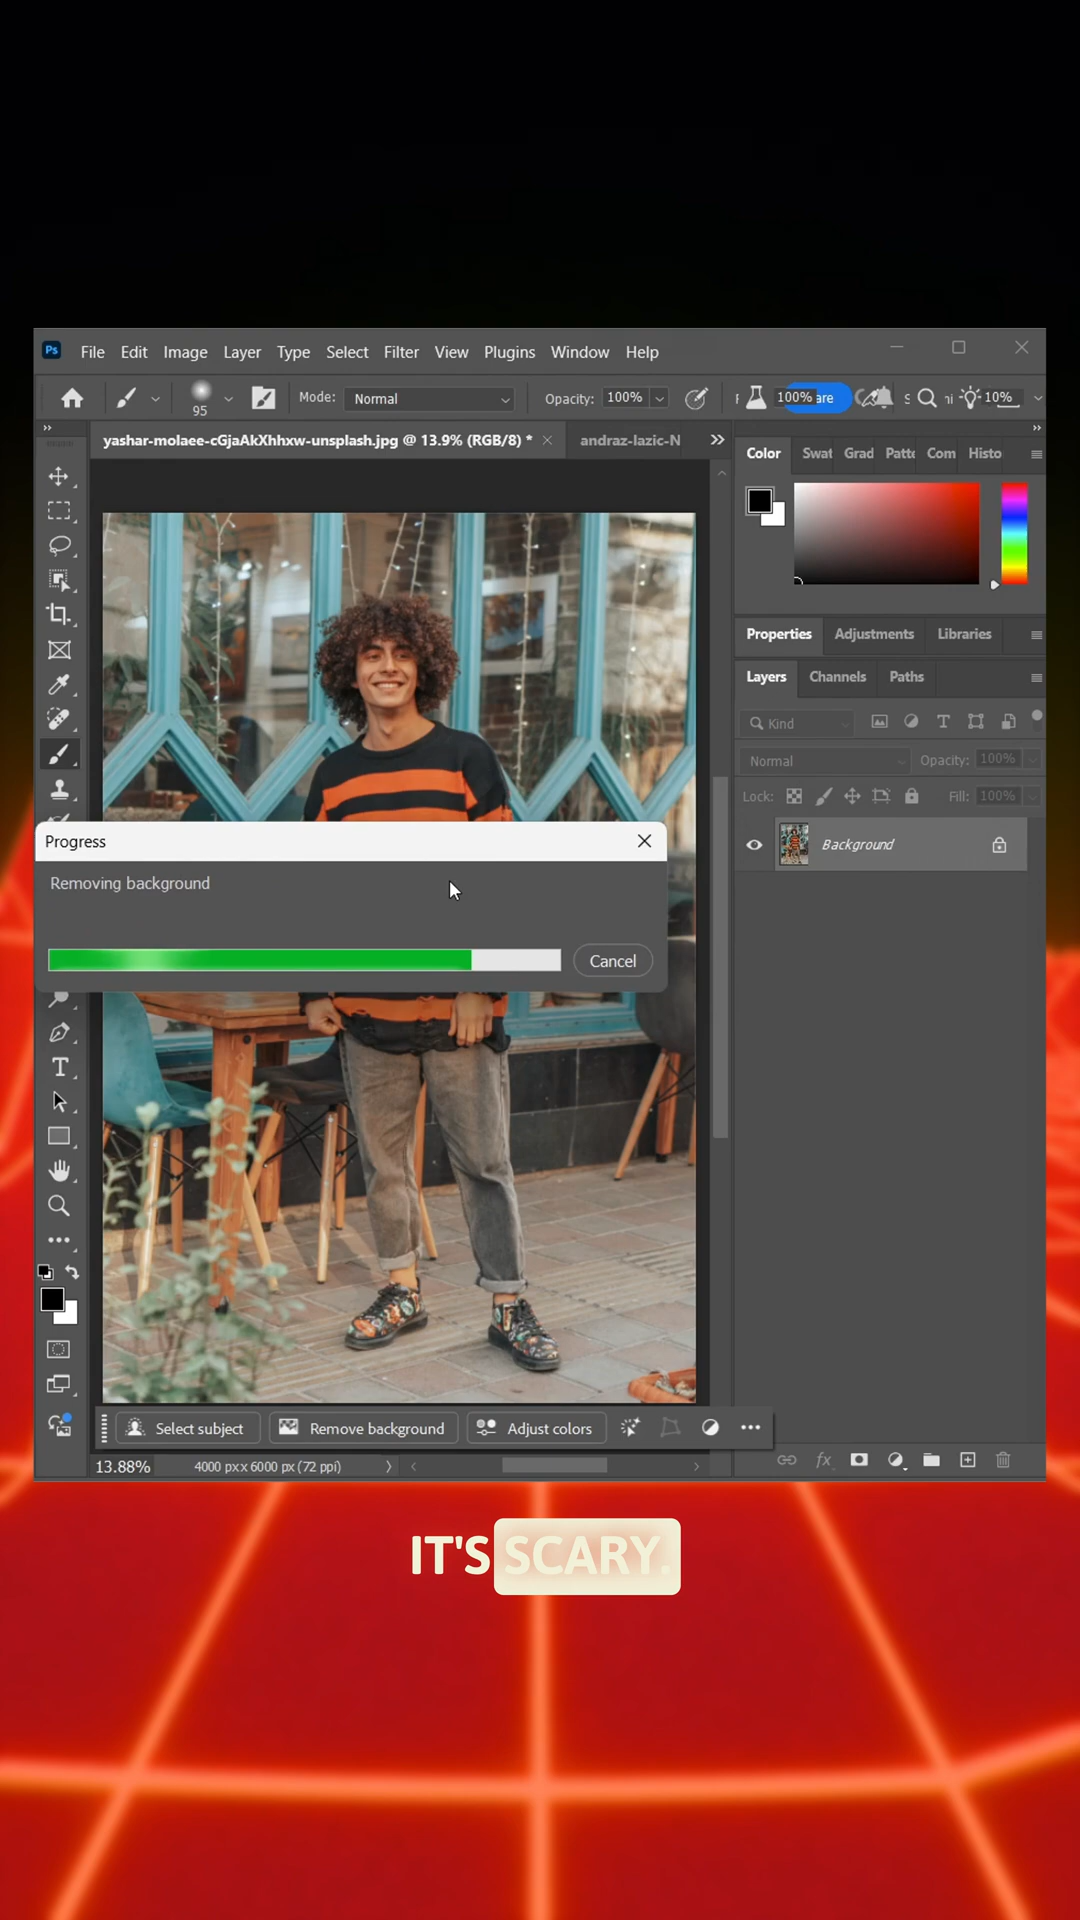 Ps File Edit Image Layer Type Select Filter View Plugins Window Help
95 Mode: Normal Opacity: 100% 100% are 10%
yashar-molaee-cGjaAkXhhxw-unsplash.jpg @ 13.9% (RGB/8) * andraz-lazic-N
Color Swat Grad Patte Com Histo
Properties Adjustments Libraries
Layers Channels Paths
Kind
Normal Opacity: 100%
Lock: Fill: 100%
Background
Progress
Removing background
Cancel
Select subject Remove background Adjust colors
13.88% 4000 px x 6000 px (72 ppi)
fx
IT'S SCARY.